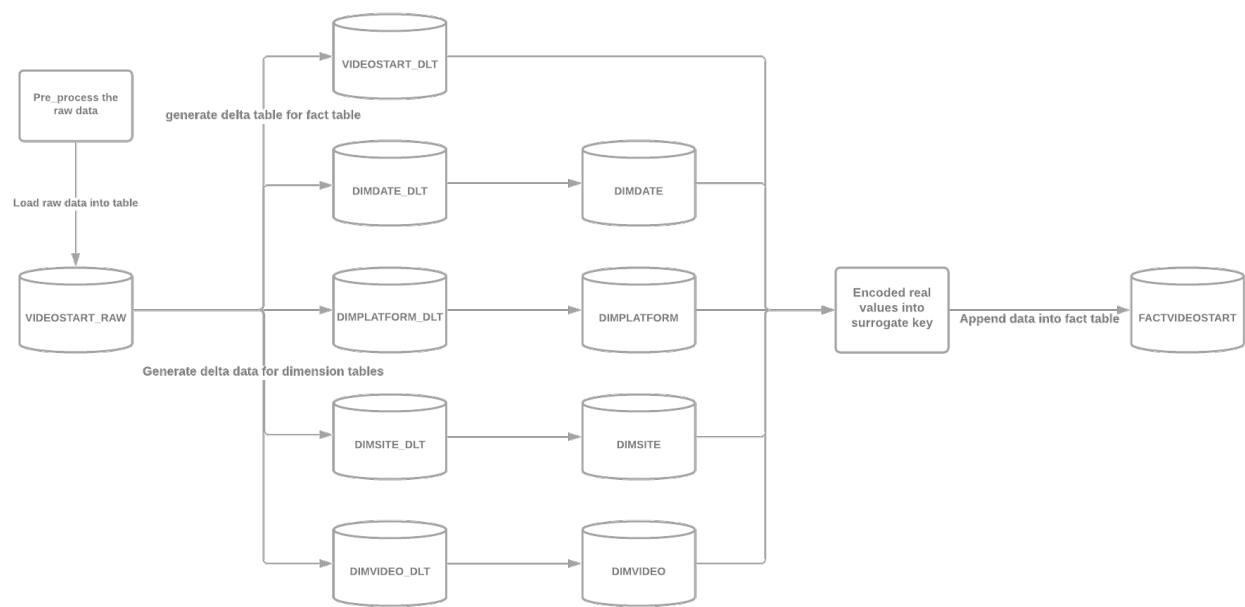 VIDEOSTART_DLT
Pre_process the
raw data
generate delta table for fact table
DIMDATE_DLT
DIMDATE
Load raw data into table
VIDEOSTART_RAW
DIMPLATFORM_DLT
DIMPLATFORM
Encoded real
values into
surrogate key
Append data into fact table
FACTVIDEOSTART
Generate delta data for dimension tables
DIMSITE_DLT
DIMSITE
DIMVIDEO_DLT
DIMVIDEO